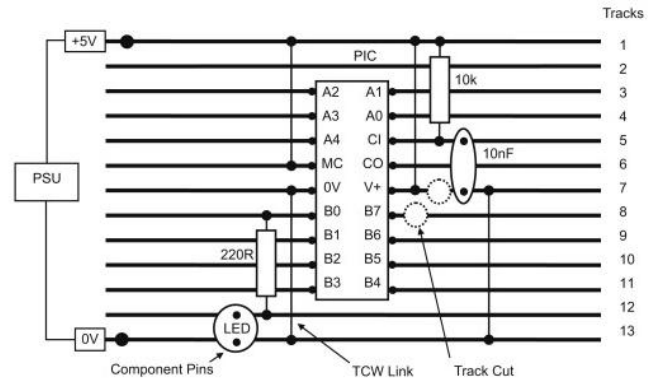 Tracks
+5V
1
PIC
2
10k
A2 A1 3
A3 A0 4
A4 CI 5
MC CO 10nF 6
PSU 0V V+ 7
B0 B7 8
B1 B6 9
220R B2 B5 10
B3 B4 11
12
LED 13
0V
Component Pins TCW Link Track Cut